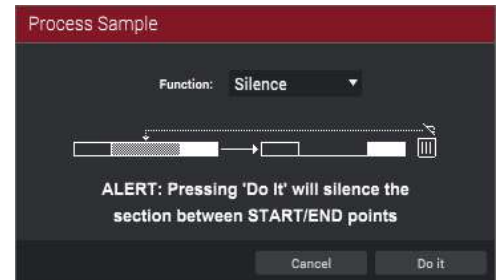 Process Sample
Function: Silence
ALERT: Pressing 'Do It' will silence the
section between START/END points
Cancel Do it